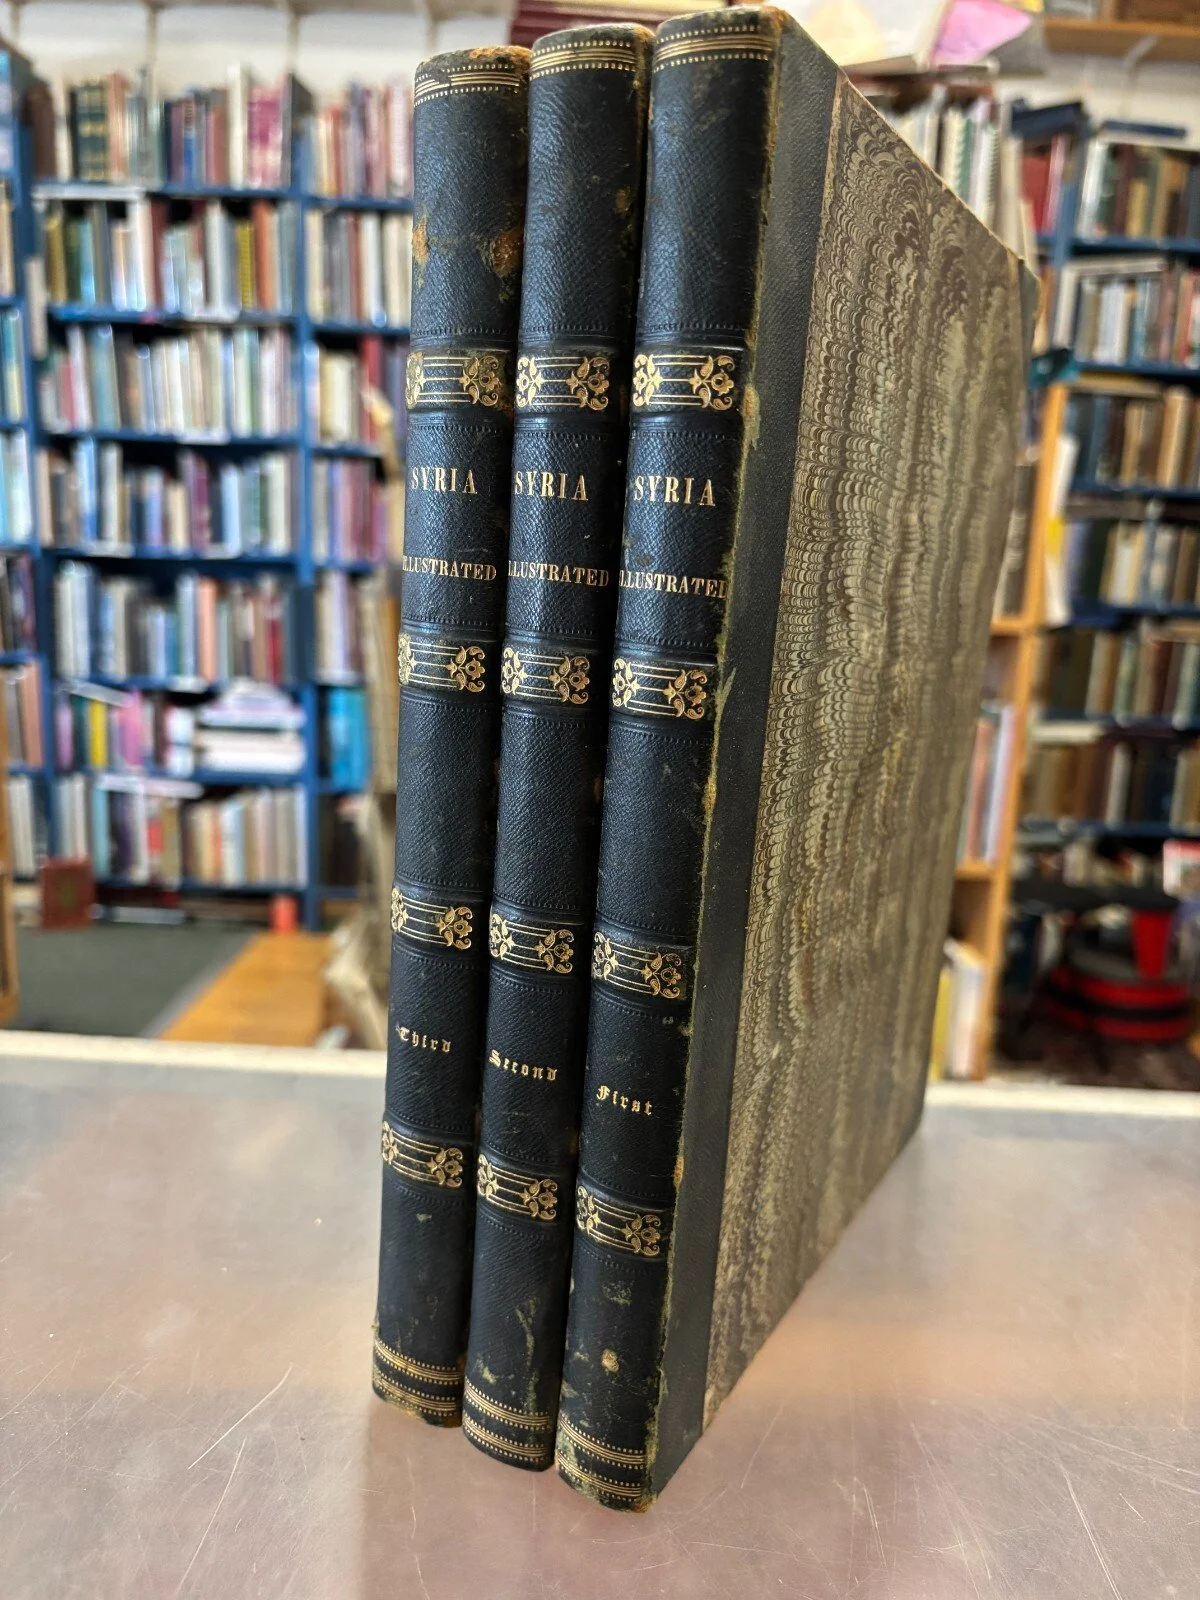 SYRIA
ILLUSTRATED
Third
SYRIA
ILLUSTRATED
Second
SYRIA
ILLUSTRATED
First